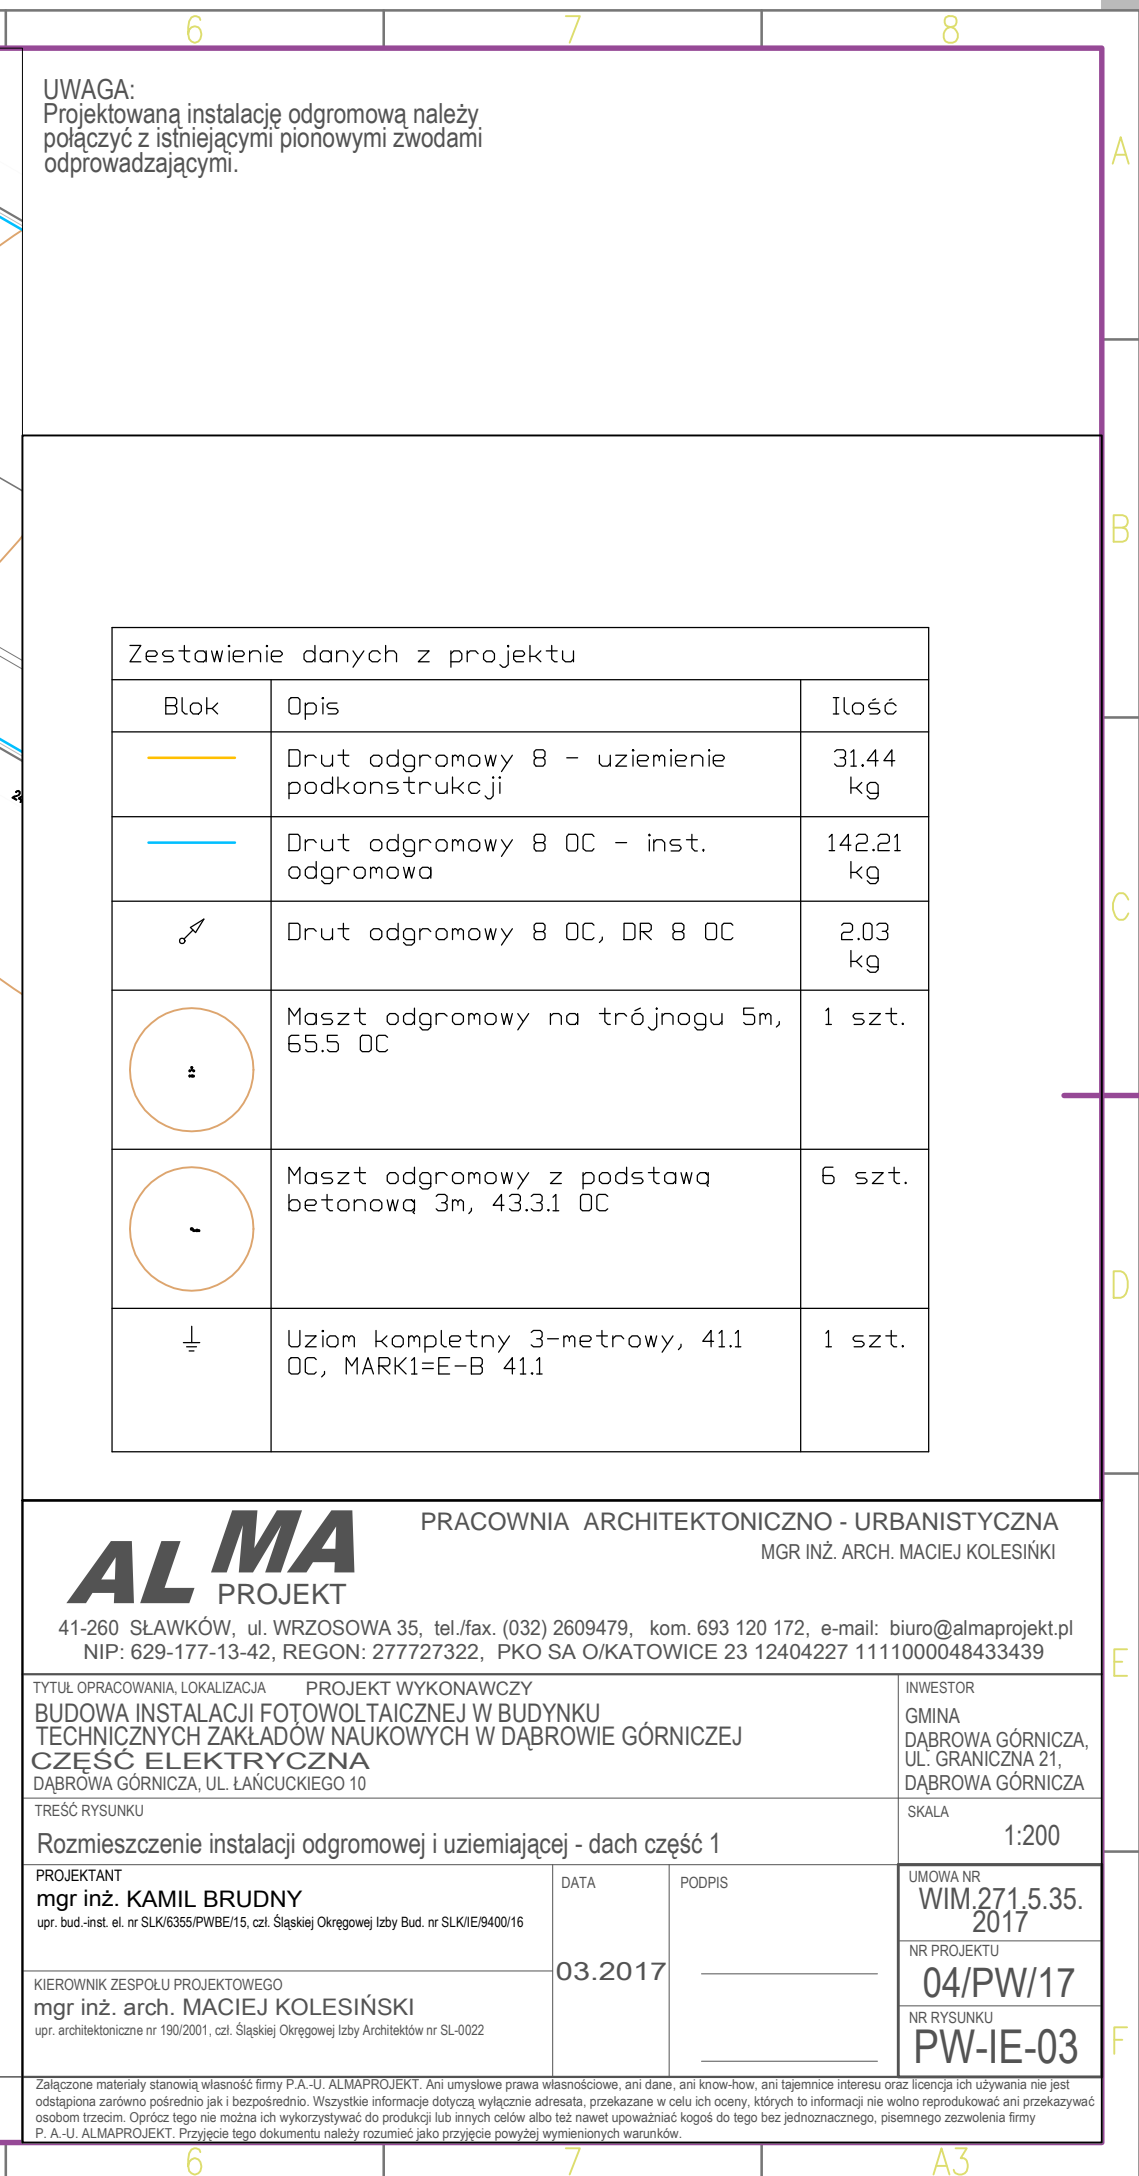 6 7 8
UWAGA:
Projektowaną instalację odgromową należy
połączyć z istniejącymi pionowymi zwodami
odprowadzającymi.
A
B
C
D
E
F
Zestawienie danych z projektu
Blok Opis Ilość
Drut odgromowy 8 - uziemienie
podkonstrukcji
31.44
kg
Drut odgromowy 8 OC - inst.
odgromowa
142.21
kg
Drut odgromowy 8 OC, DR 8 OC
2.03
kg
Maszt odgromowy na trójnogu 5m,
65.5 OC
1 szt.
Maszt odgromowy z podstawą
betonową 3m, 43.3.1 OC
6 szt.
Uziom kompletny 3-metrowy, 41.1
OC, MARK1=E-B 41.1
1 szt.
ALMA
PROJEKT
PRACOWNIA ARCHITEKTONICZNO - URBANISTYCZNA
MGR INŻ. ARCH. MACIEJ KOLESIŃKI
41-260 SŁAWKÓW, ul. WRZOSOWA 35, tel./fax. (032) 2609479, kom. 693 120 172, e-mail: biuro@almaprojekt.pl
NIP: 629-177-13-42, REGON: 277727322, PKO SA O/KATOWICE 23 12404227 1111000048433439
TYTUŁ OPRACOWANIA, LOKALIZACJA PROJEKT WYKONAWCZY
BUDOWA INSTALACJI FOTOWOLTAICZNEJ W BUDYNKU
TECHNICZNYCH ZAKŁADÓW NAUKOWYCH W DĄBROWIE GÓRNICZEJ
CZĘŚĆ ELEKTRYCZNA
DĄBROWA GÓRNICZA, UL. ŁAŃCUCKIEGO 10
INWESTOR
GMINA
DĄBROWA GÓRNICZA,
UL. GRANICZNA 21,
DĄBROWA GÓRNICZA
TREŚĆ RYSUNKU
Rozmieszczenie instalacji odgromowej i uziemiającej - dach część 1
SKALA
1:200
PROJEKTANT
mgr inż. KAMIL BRUDNY
upr. bud.-inst. el. nr SLK/6355/PWBE/15, czł. Śląskiej Okręgowej Izby Bud. nr SLK/IE/9400/16
DATA
03.2017
PODPIS
UMOWA NR
WIM.271.5.35.
2017
NR PROJEKTU
04/PW/17
KIEROWNIK ZESPOŁU PROJEKTOWEGO
mgr inż. arch. MACIEJ KOLESIŃSKI
upr. architektoniczne nr 190/2001, czł. Śląskiej Okręgowej Izby Architektów nr SL-0022
NR RYSUNKU
PW-IE-03
Załączone materiały stanowią własność firmy P.A.-U. ALMAPROJEKT. Ani umysłowe prawa własnościowe, ani dane, ani know-how, ani tajemnice interesu oraz licencja ich używania nie jest
odstąpiona zarówno pośrednio jak i bezpośrednio. Wszystkie informacje dotyczą wyłącznie adresata, przekazane w celu ich oceny, których to informacji nie wolno reprodukować ani przekazywać
osobom trzecim. Oprócz tego nie można ich wykorzystywać do produkcji lub innych celów albo też nawet upoważniać kogoś do tego bez jednoznacznego, pisemnego zezwolenia firmy
P. A.-U. ALMAPROJEKT. Przyjęcie tego dokumentu należy rozumieć jako przyjęcie powyżej wymienionych warunków.
6 7 A3